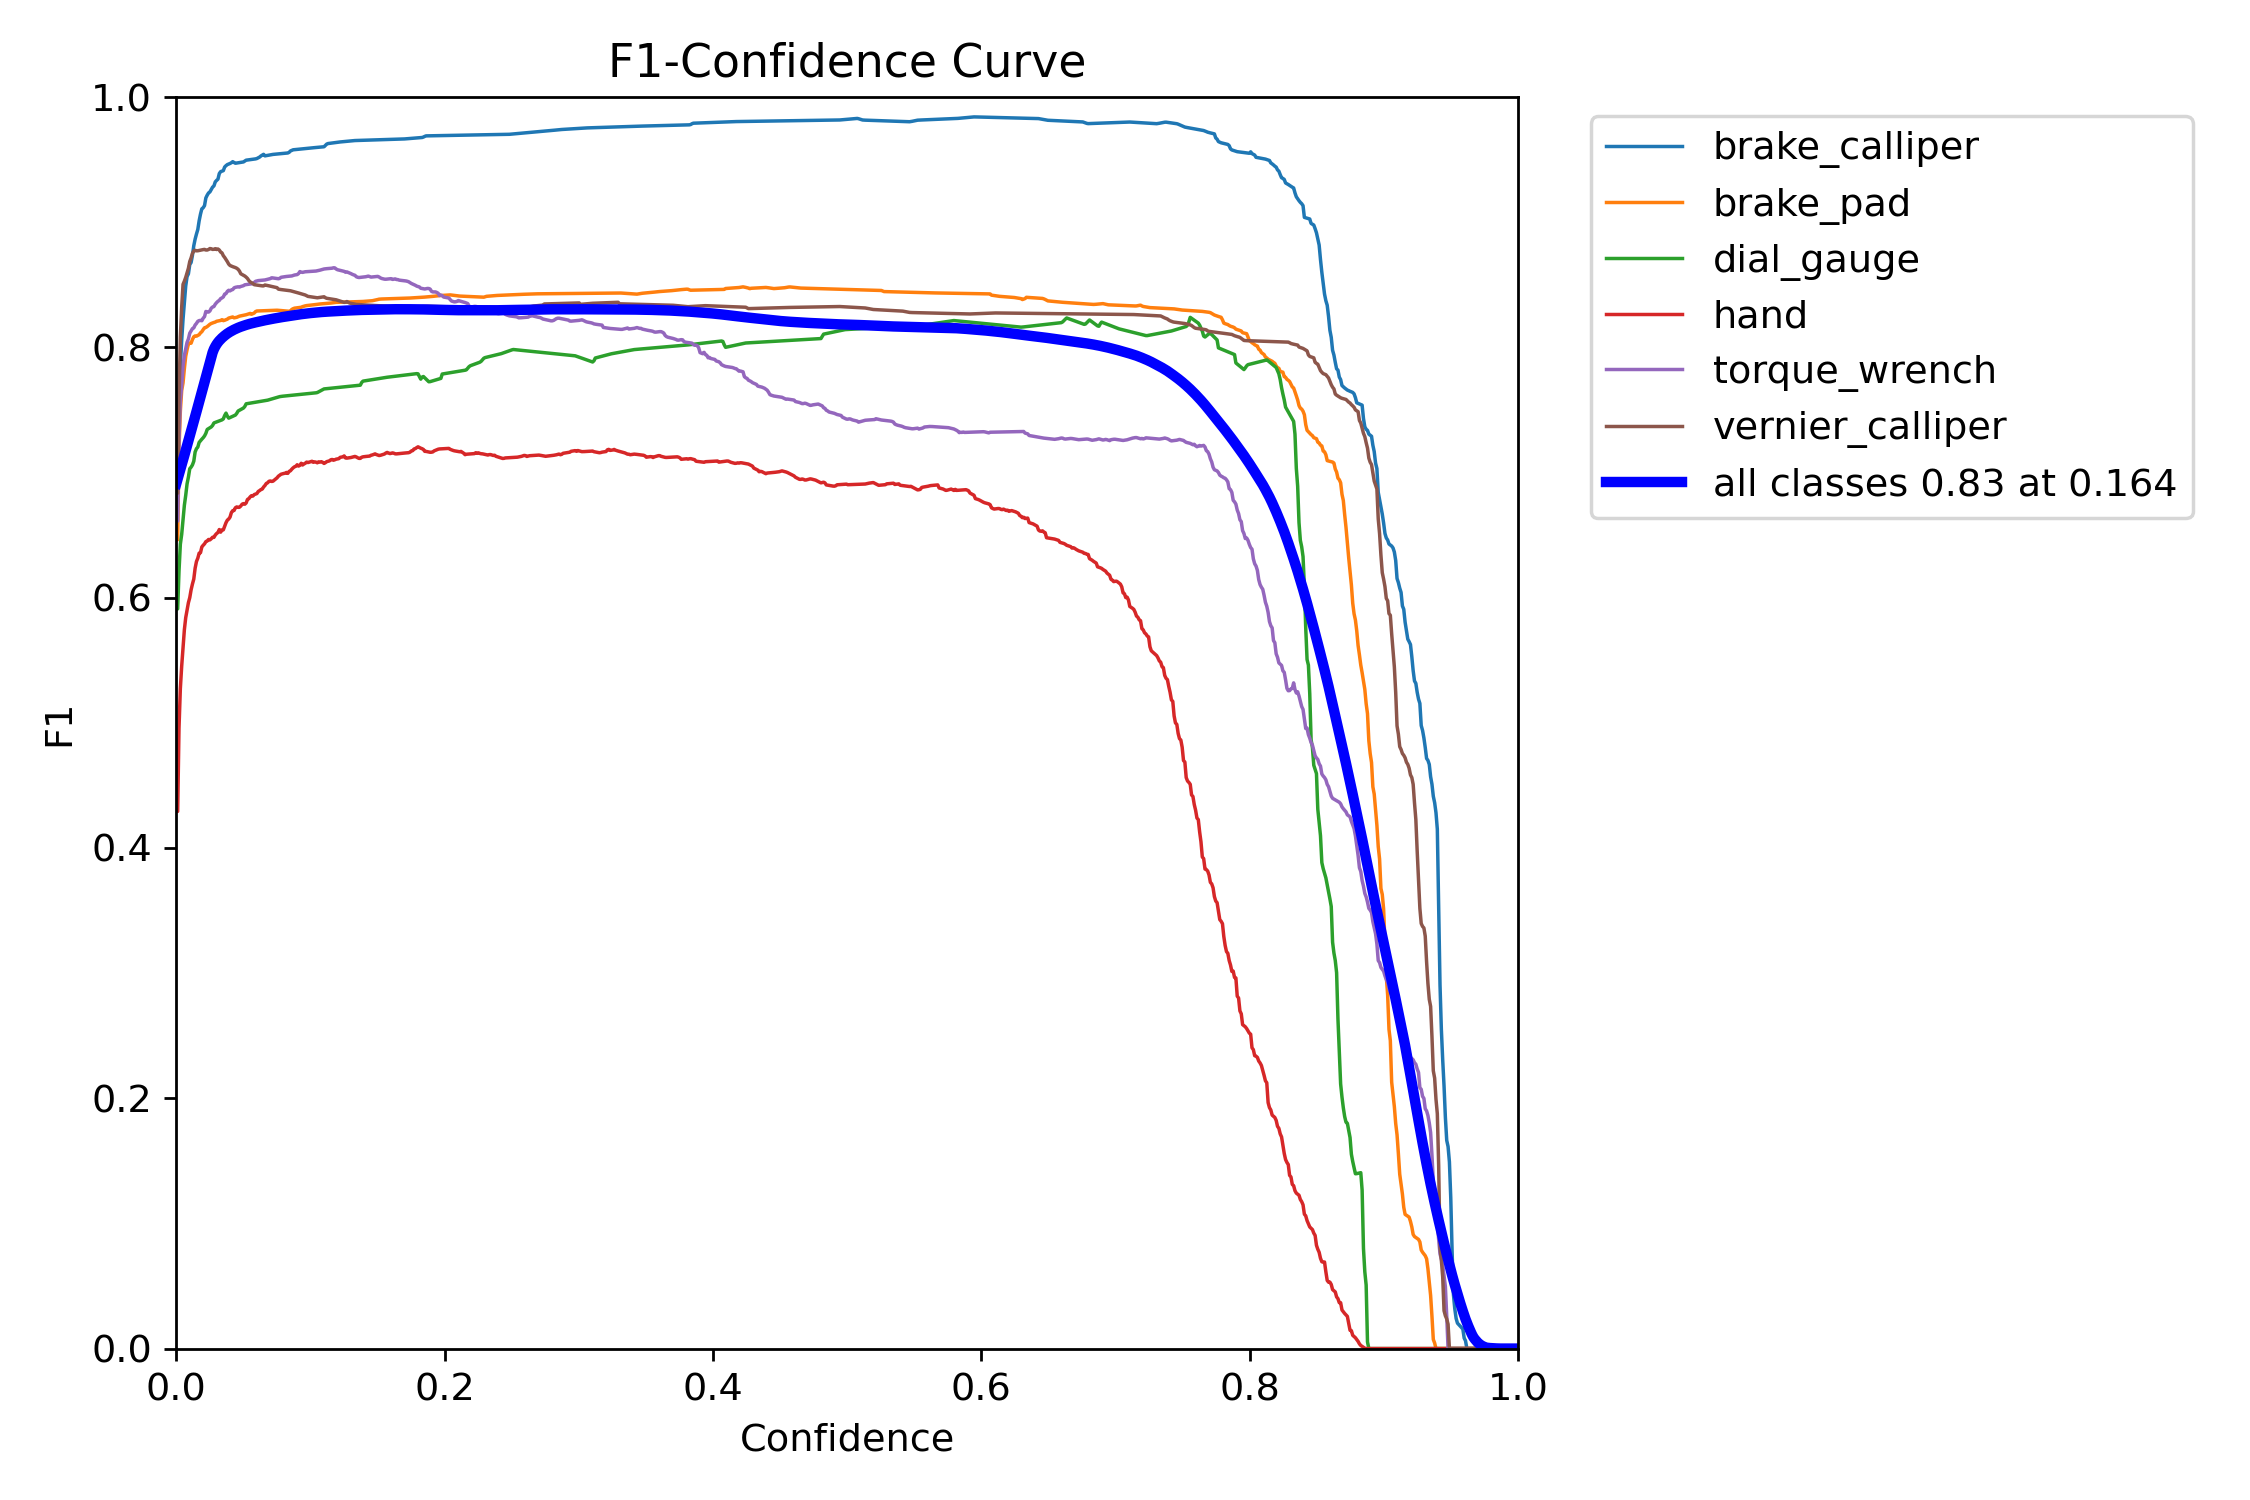 F1-Confidence Curve
1.0
0.8
0.6
0.4
0.2
0.0
F1
0.0 0.2 0.4 0.6 0.8 1.0
Confidence
brake_calliper
brake_pad
dial_gauge
hand
torque_wrench
vernier_calliper
all classes 0.83 at 0.164